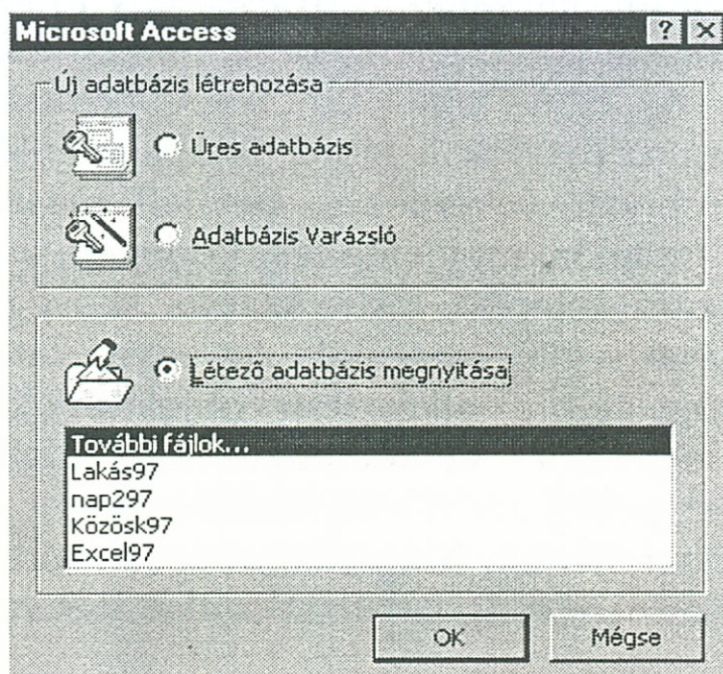 Microsoft Access
Új adatbázis létrehozása
Üres adatbázis
Adatbázis Varázsló
Létező adatbázis megnyitása
További fájlok...
Lakás97
nap297
Közösk97
Excel97
OK
Mégse